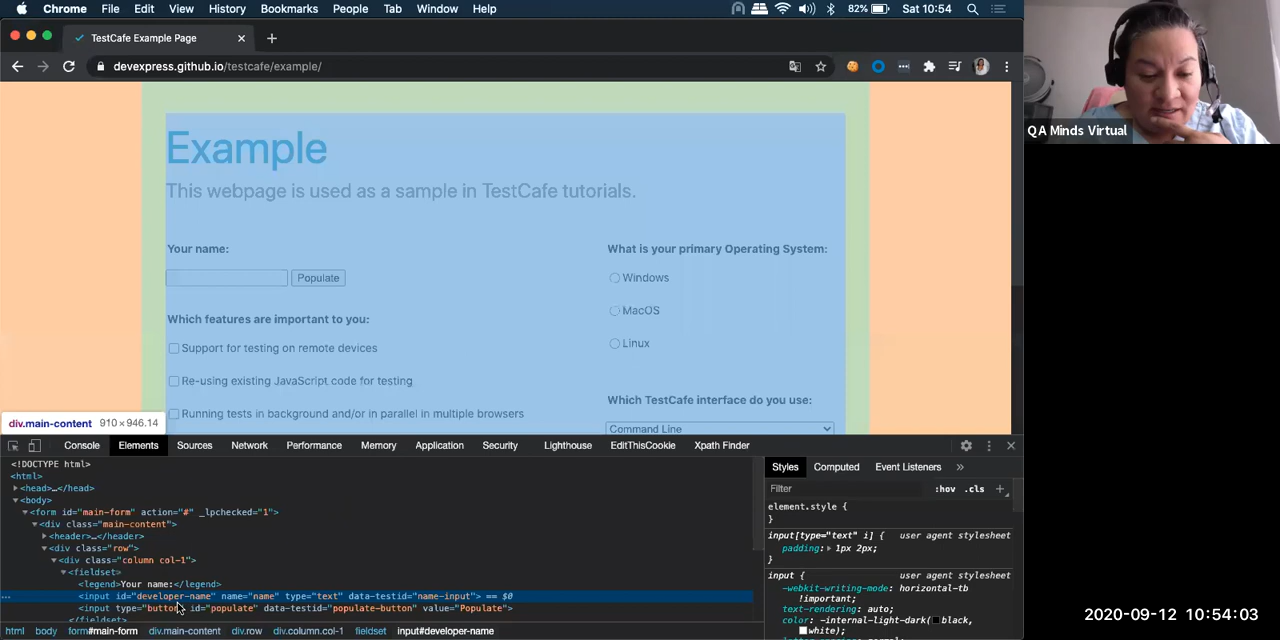 Chrome File Edit View History Bookmarks People Tab Window Help 82% Sat 10:54
TestCafe Example Page
devexpress.github.io/testcafe/example/
QA Minds Virtual
Example
This webpage is used as a sample in TestCafe tutorials.
Your name:
What is your primary Operating System:
Populate
Windows
MacOS
Which features are important to you:
Linux
Support for testing on remote devices
Re-using existing JavaScript code for testing
Which TestCafe interface do you use:
Running tests in background and/or in parallel in multiple browsers
Command Line
div.main-content 910 × 946.14
Console Elements Sources Network Performance Memory Application Security Lighthouse EditThisCookie Xpath Finder
<!DOCTYPE html>
<html>
<head>…</head>
<body>
<form id="main-form" action="#" _lpchecked="1">
<div class="main-content">
<header>…</header>
<div class="row">
<div class="column col-1">
<fieldset>
<legend>Your name:</legend>
<input id="developer-name" name="name" type="text" data-testid="name-input"> == $0
<input type="button" id="populate" data-testid="populate-button" value="Populate">
</fieldset>
html body form#main-form div.main-content div.row div.column.col-1 fieldset input#developer-name
Styles Computed Event Listeners »
Filter :hov .cls +
element.style {
}
input[type="text" i] { user agent stylesheet
padding: 1px 2px;
}
input { user agent stylesheet
-webkit-writing-mode: horizontal-tb
!important;
text-rendering: auto;
color: -internal-light-dark( black,
white);
2020-09-12 10:54:03